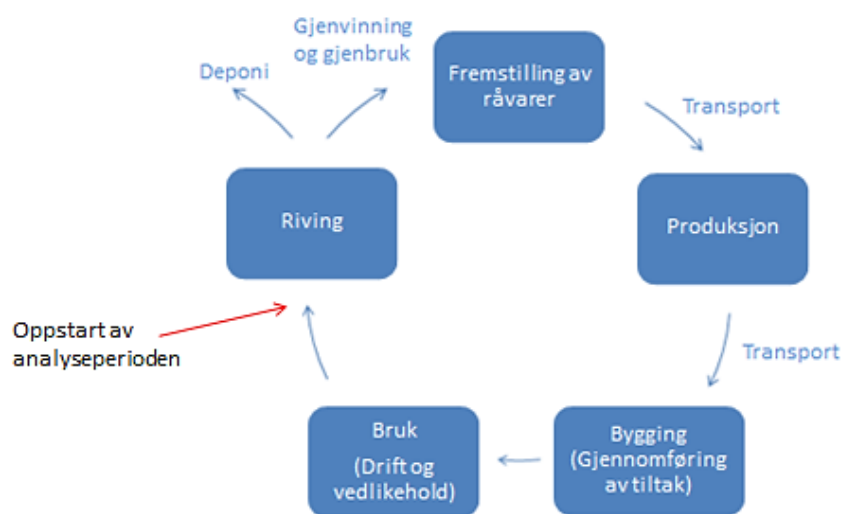 Gjenvinning
og gjenbruk
Deponi
Fremstilling av
råvarer
Transport
Riving
Produksjon
Oppstart av
analyseperioden
Transport
Bruk
(Drift og
vedlikehold)
Bygging
(Gjennomføring
av tiltak)